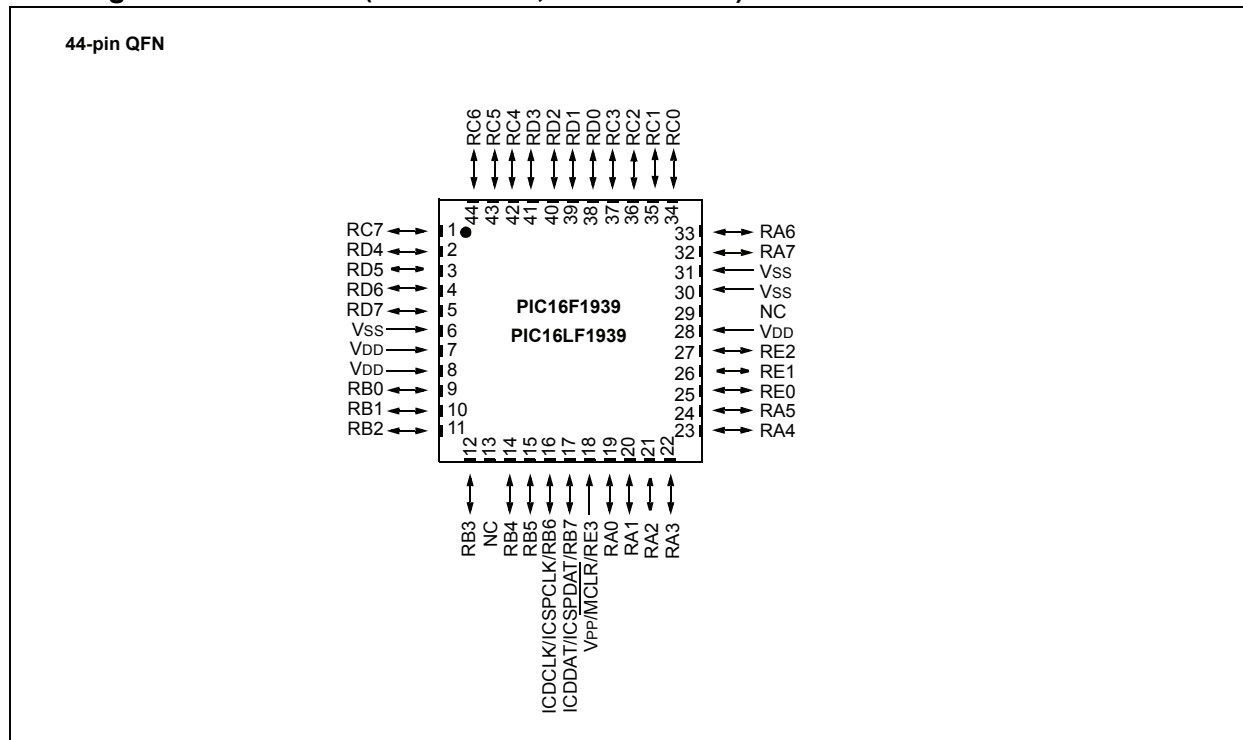 44-pin QFN
RC6
RC5
RC4
RD3
RD2
RD1
RD0
RC3
RC2
RC1
RC0
44
43
42
41
40
39
38
37
36
35
34
RC7 1
RD4 2
RD5 3
RD6 4
RD7 5
VSS 6
VDD 7
VDD 8
RB0 9
RB1 10
RB2 11
PIC16F1939
PIC16LF1939
33 RA6
32 RA7
31 VSS
30 VSS
29 NC
28 VDD
27 RE2
26 RE1
25 RE0
24 RA5
23 RA4
12
13
14
15
16
17
18
19
20
21
22
RB3
NC
RB4
RB5
ICDCLK/ICSPCLK/RB6
ICDDAT/ICSPDAT/RB7
VPP/MCLR/RE3
RA0
RA1
RA2
RA3